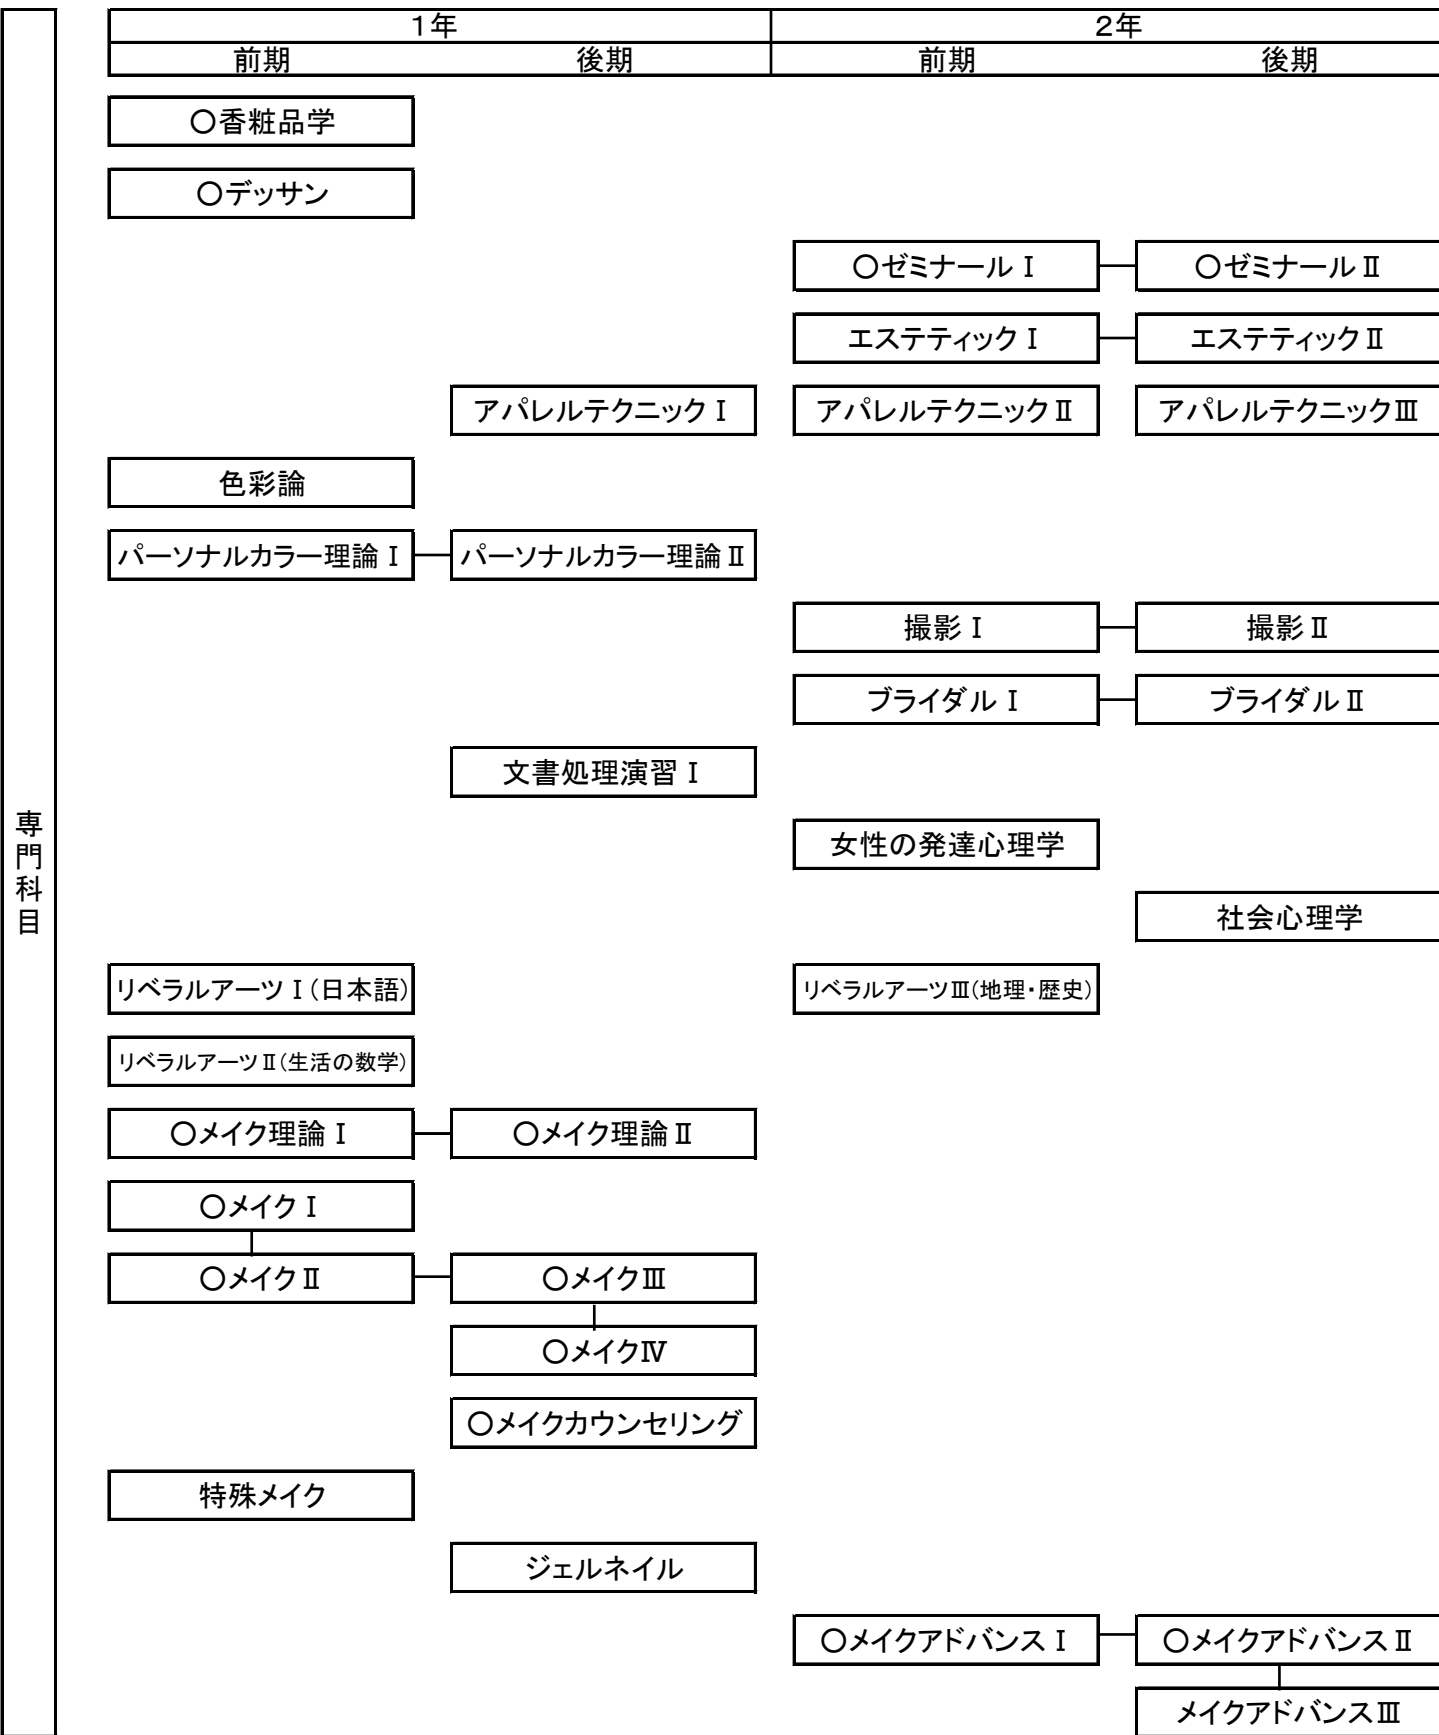 専門科目
1年 2年
前期 後期 前期 後期
○香粧品学
○デッサン
○ゼミナールⅠ ○ゼミナールⅡ
エステティックⅠ エステティックⅡ
アパレルテクニックⅠ アパレルテクニックⅡ アパレルテクニックⅢ
色彩論
パーソナルカラー理論Ⅰ パーソナルカラー理論Ⅱ
撮影Ⅰ 撮影Ⅱ
ブライダルⅠ ブライダルⅡ
文書処理演習Ⅰ
女性の発達心理学
社会心理学
リベラルアーツⅠ(日本語) リベラルアーツⅢ(地理・歴史)
リベラルアーツⅡ(生活の数学)
○メイク理論Ⅰ ○メイク理論Ⅱ
○メイクⅠ
○メイクⅡ ○メイクⅢ
○メイクⅣ
○メイクカウンセリング
特殊メイク
ジェルネイル
○メイクアドバンスⅠ ○メイクアドバンスⅡ
メイクアドバンスⅢ